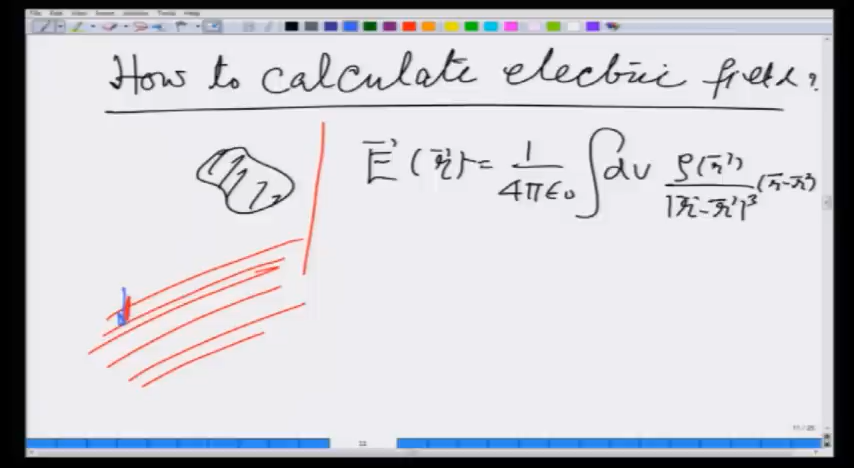 How to calculate electric field?
E⃗ (r⃗) = 1/4πϵ₀ ∫dv ρ(r⃗')/|r⃗-r⃗'|³ (r⃗-r⃗')